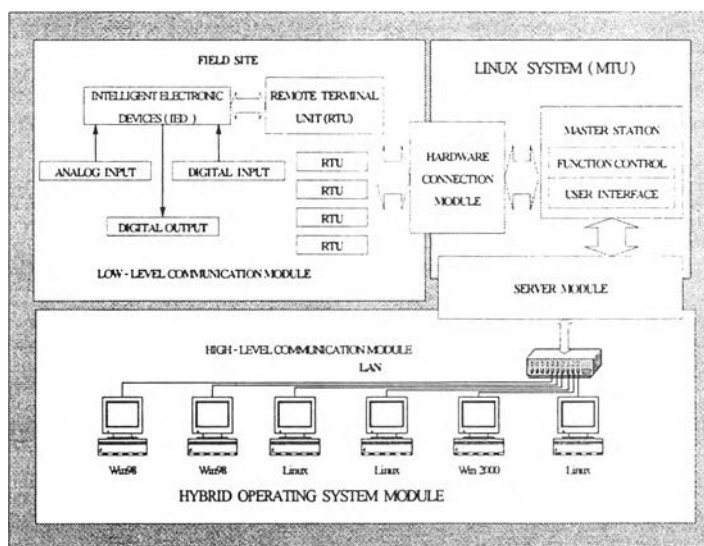 FIELD SITE
INTELLIGENT ELECTRONIC
DEVICES ( IED )
REMOTE TERMINAL
UNIT (RTU)
ANALOG INPUT
DIGITAL INPUT
DIGITAL OUTPUT
RTU
RTU
RTU
RTU
LOW - LEVEL COMMUNICATION MODULE
HARDWARE
CONNECTION
MODULE
LINUX SYSTEM ( MTU )
MASTER STATION
FUNCTION CONTROL
USER INTERFACE
SERVER MODULE
HIGH - LEVEL COMMUNICATION MODULE
LAN
Win98
Win98
Linux
Linux
Win 2000
Linux
HYBRID OPERATING SYSTEM MODULE